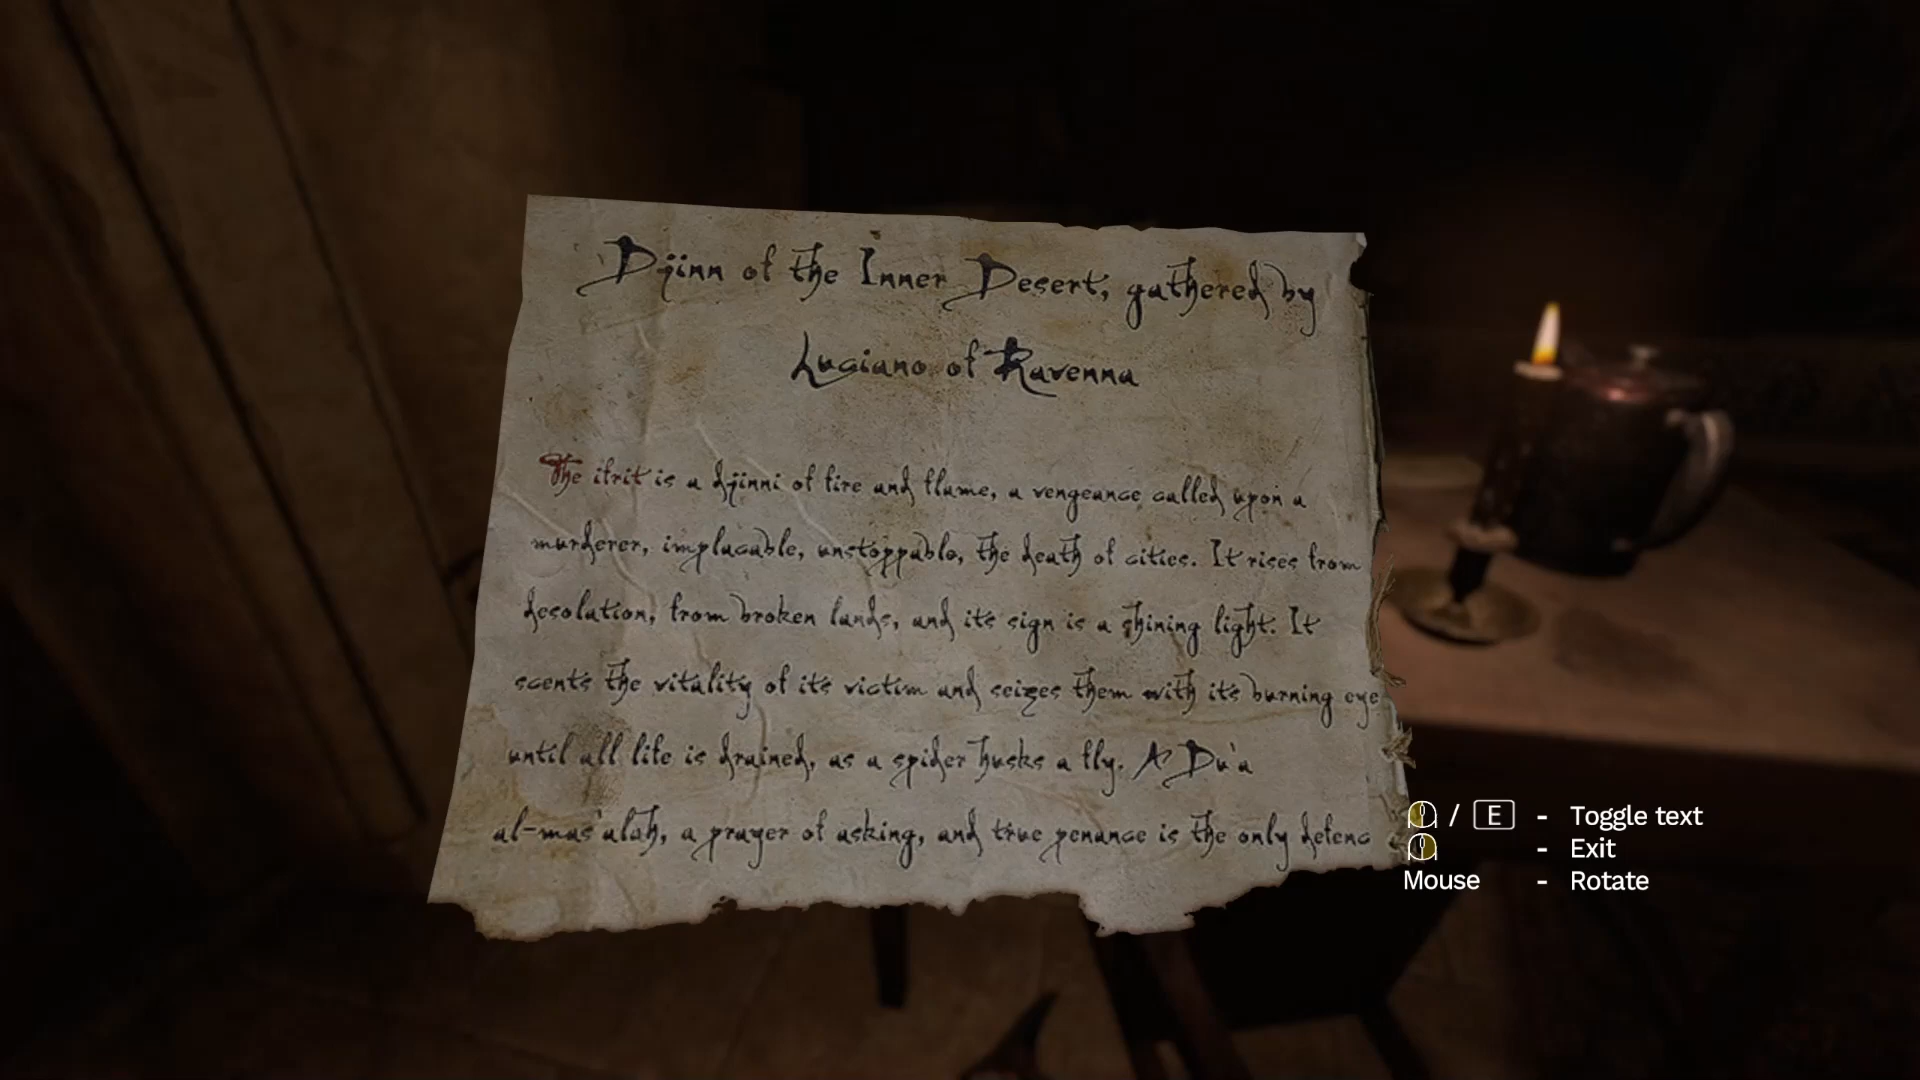 Djinn of the Inner Desert, gathered by
Luciano of Ravenna
The ifrit is a djinni of fire and flame, a vengeance called upon a
murderer, implacable, unstoppable, the death of cities. It rises from
desolation, from broken lands, and its sign is a shining light. It
scents the vitality of its victim and seizes them with its burning eye
until all life is drained, as a spider husks a fly. A Du'a
al-mas'alah, a prayer of asking, and true penance is the only defenc
/ E - Toggle text
- Exit
Mouse - Rotate